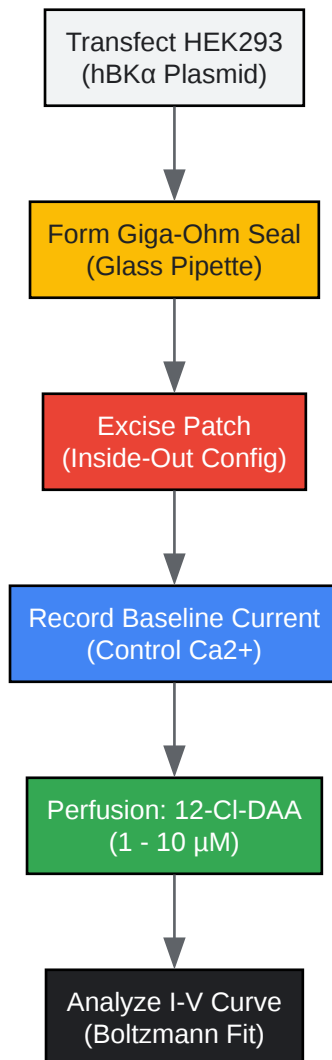 Transfect HEK293
(hBKα Plasmid)
Form Giga-Ohm Seal
(Glass Pipette)
Excise Patch
(Inside-Out Config)
Record Baseline Current
(Control Ca2+)
Perfusion: 12-Cl-DAA
(1 - 10 µM)
Analyze I-V Curve
(Boltzmann Fit)